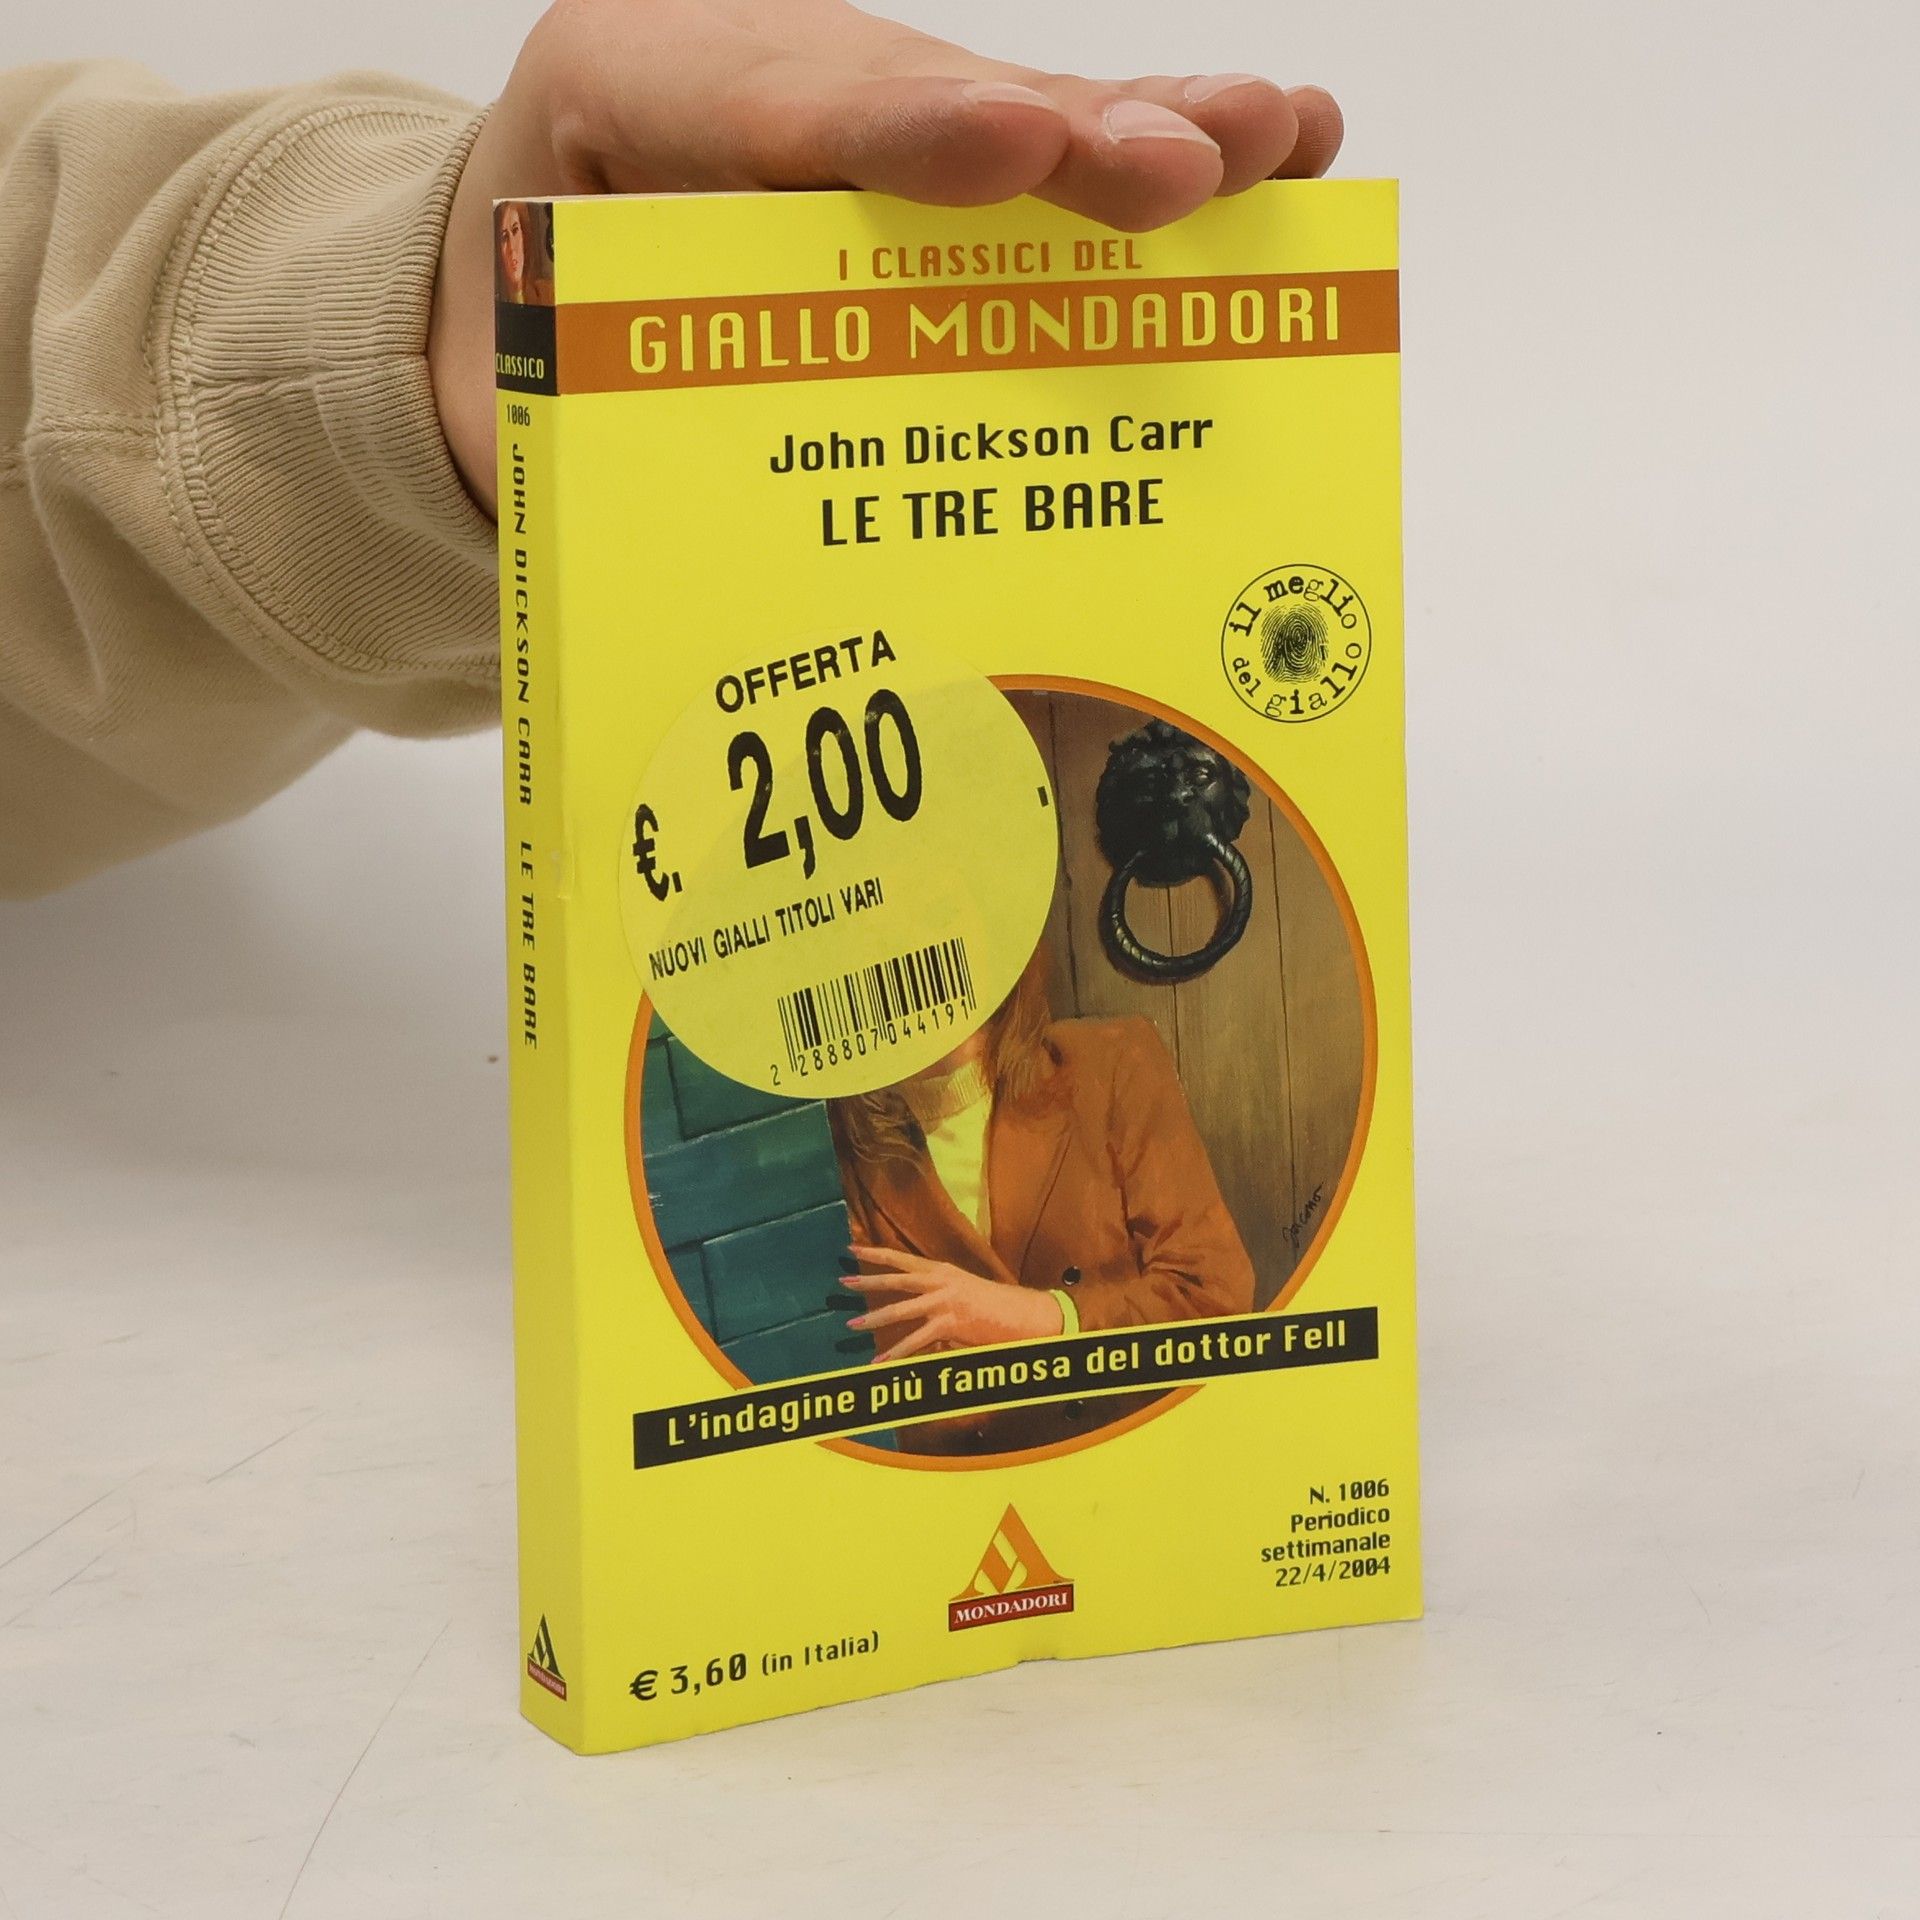 I CLASSICI DEL
GIALLO MONDADORI
John Dickson Carr
LE TRE BARE
il meglio
del giallo
OFFERTA
€. 2,00
NUOVI GIALLI TITOLI VARI
2 288807 044191
L'indagine più famosa del dottor Fell
N. 1006
Periodico
settimanale
22/4/2004
MONDADORI
€ 3,60 (in Italia)
CLASSICO
1006
JOHN DICKSON CARR LE TRE BARE
MONDADORI